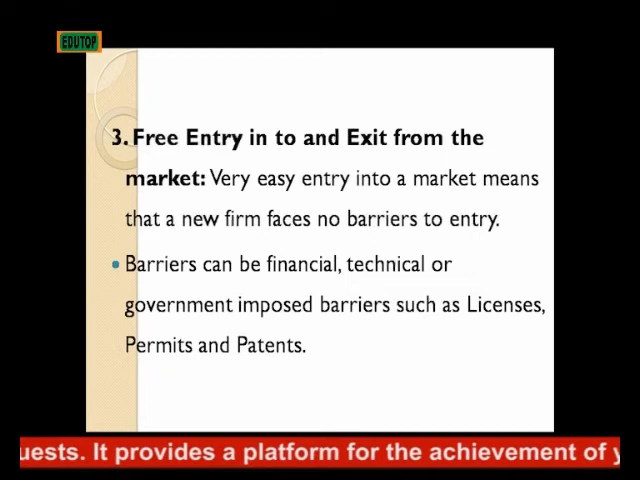 EDUTOP
3. Free Entry in to and Exit from the
market: Very easy entry into a market means
that a new firm faces no barriers to entry.
• Barriers can be financial, technical or
government imposed barriers such as Licenses,
Permits and Patents.
It provides a platform for the achievement of